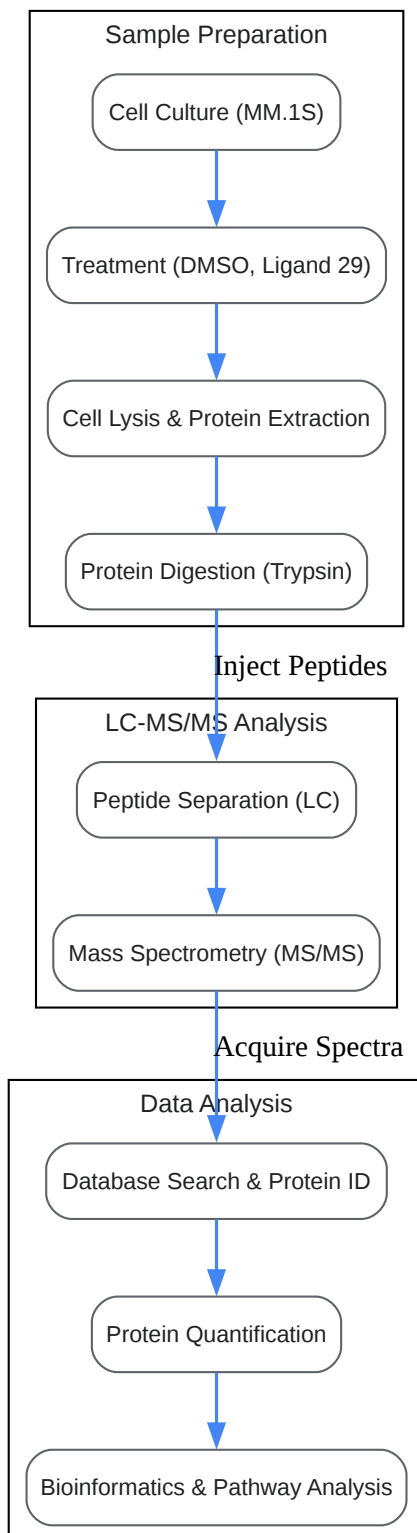 Sample Preparation
Cell Culture (MM.1S)
Treatment (DMSO, Ligand 29)
Cell Lysis & Protein Extraction
Protein Digestion (Trypsin)
Inject Peptides
LC-MS/MS Analysis
Peptide Separation (LC)
Mass Spectrometry (MS/MS)
Acquire Spectra
Data Analysis
Database Search & Protein ID
Protein Quantification
Bioinformatics & Pathway Analysis